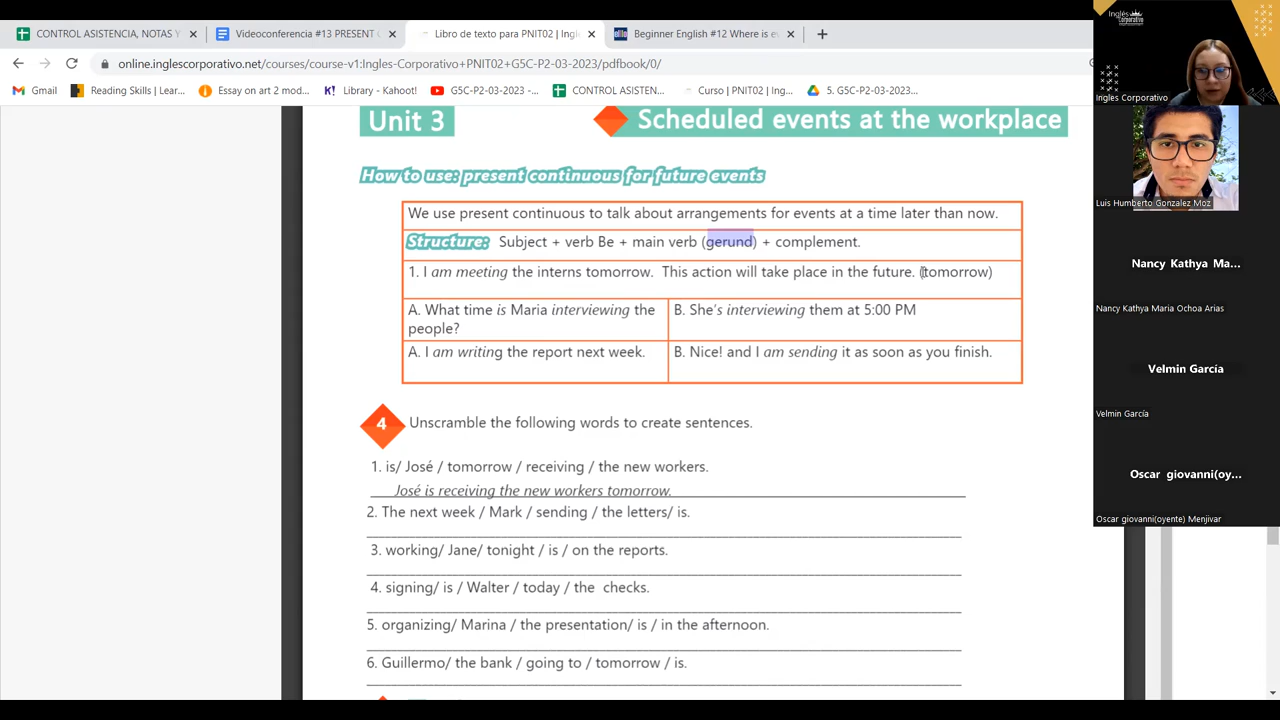 CONTROL ASISTENCIA, NOTAS Y
Videoconferencia #13 PRESENT C
Libro de texto para PNIT02 | Ingl
Beginner English #12 Where is e
online.inglescorporativo.net/courses/course-v1:Ingles-Corporativo+PNIT02+G5C-P2-03-2023/pdfbook/0/
Gmail
Reading Skills | Lear...
Essay on art 2 mod...
Library - Kahoot!
G5C-P2-03-2023 -...
CONTROL ASISTEN...
Curso | PNIT02 | Ing...
5. G5C-P2-03-2023...
Unit 3
Scheduled events at the workplace
How to use: present continuous for future events
We use present continuous to talk about arrangements for events at a time later than now.
Structure: Subject + verb Be + main verb (gerund) + complement.
1. I am meeting the interns tomorrow. This action will take place in the future. (tomorrow)
A. What time is Maria interviewing the
people?
B. She's interviewing them at 5:00 PM
A. I am writing the report next week.
B. Nice! and I am sending it as soon as you finish.
4 Unscramble the following words to create sentences.
1. is/ José / tomorrow / receiving / the new workers.
José is receiving the new workers tomorrow.
2. The next week / Mark / sending / the letters/ is.
3. working/ Jane/ tonight / is / on the reports.
4. signing/ is / Walter / today / the checks.
5. organizing/ Marina / the presentation/ is / in the afternoon.
6. Guillermo/ the bank / going to / tomorrow / is.
Inglés
Corporativo
Ingles Corporativo
Luis Humberto Gonzalez Moz
Nancy Kathya Ma...
Nancy Kathya Maria Ochoa Arias
Velmin García
Velmin García
Oscar giovanni(oy...
Oscar giovanni(oyente) Menjivar